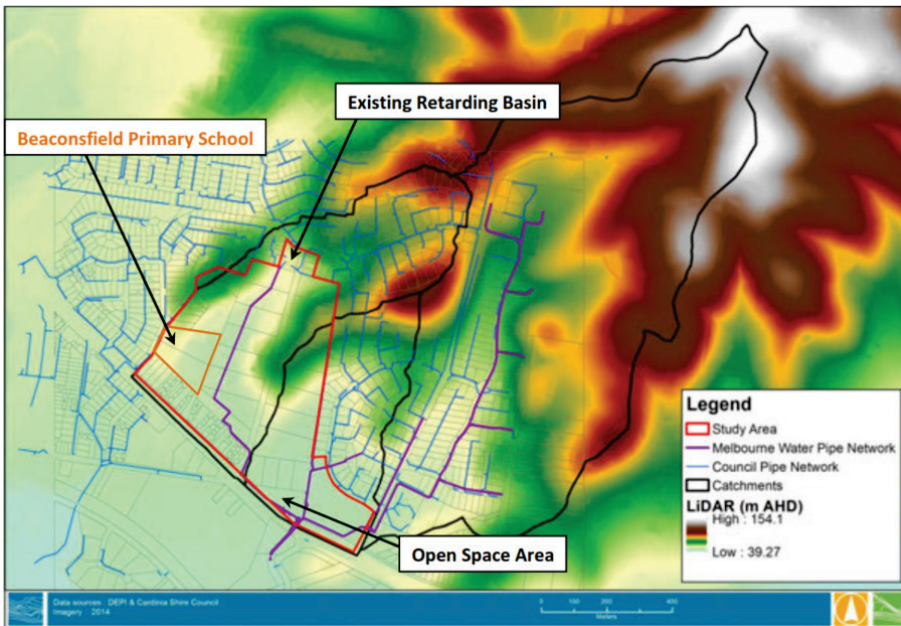 Existing Retarding Basin
Beaconsfield Primary School
Open Space Area
Legend
Study Area
Melbourne Water Pipe Network
Council Pipe Network
Catchments
LiDAR (m AHD)
High : 154.1
Low : 39.27
Data sources : DEPI & Cardinia Shire Council
Imagery : 2014
0 100 200 400
Meters